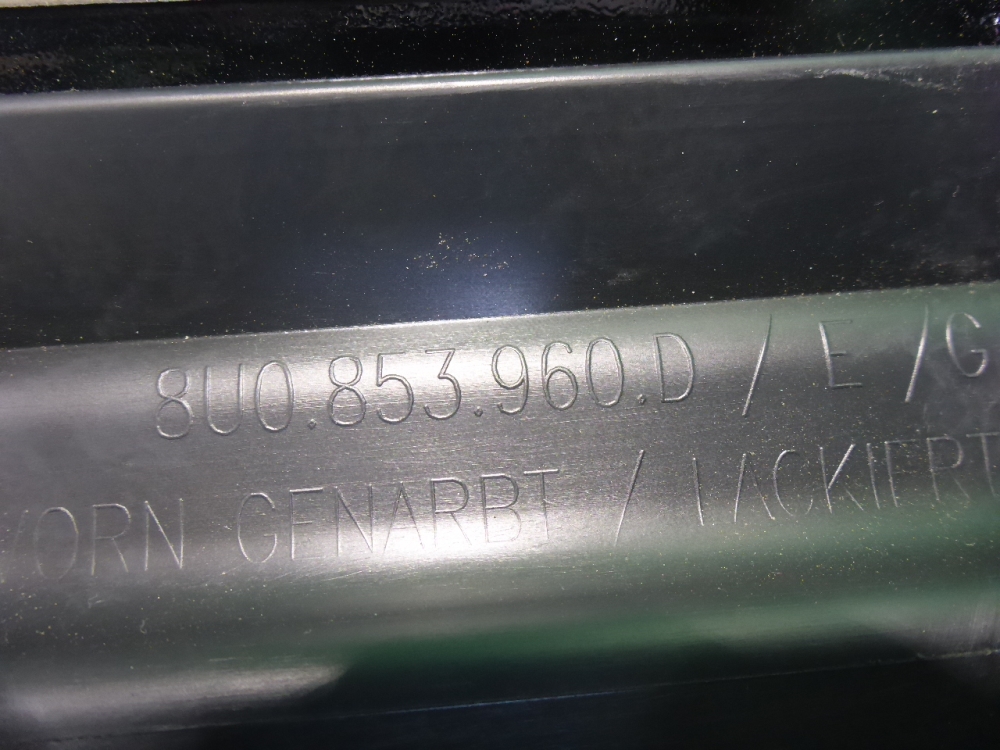 8U0.853.960.D / E /G
VORN GENARBT / LACKIERT